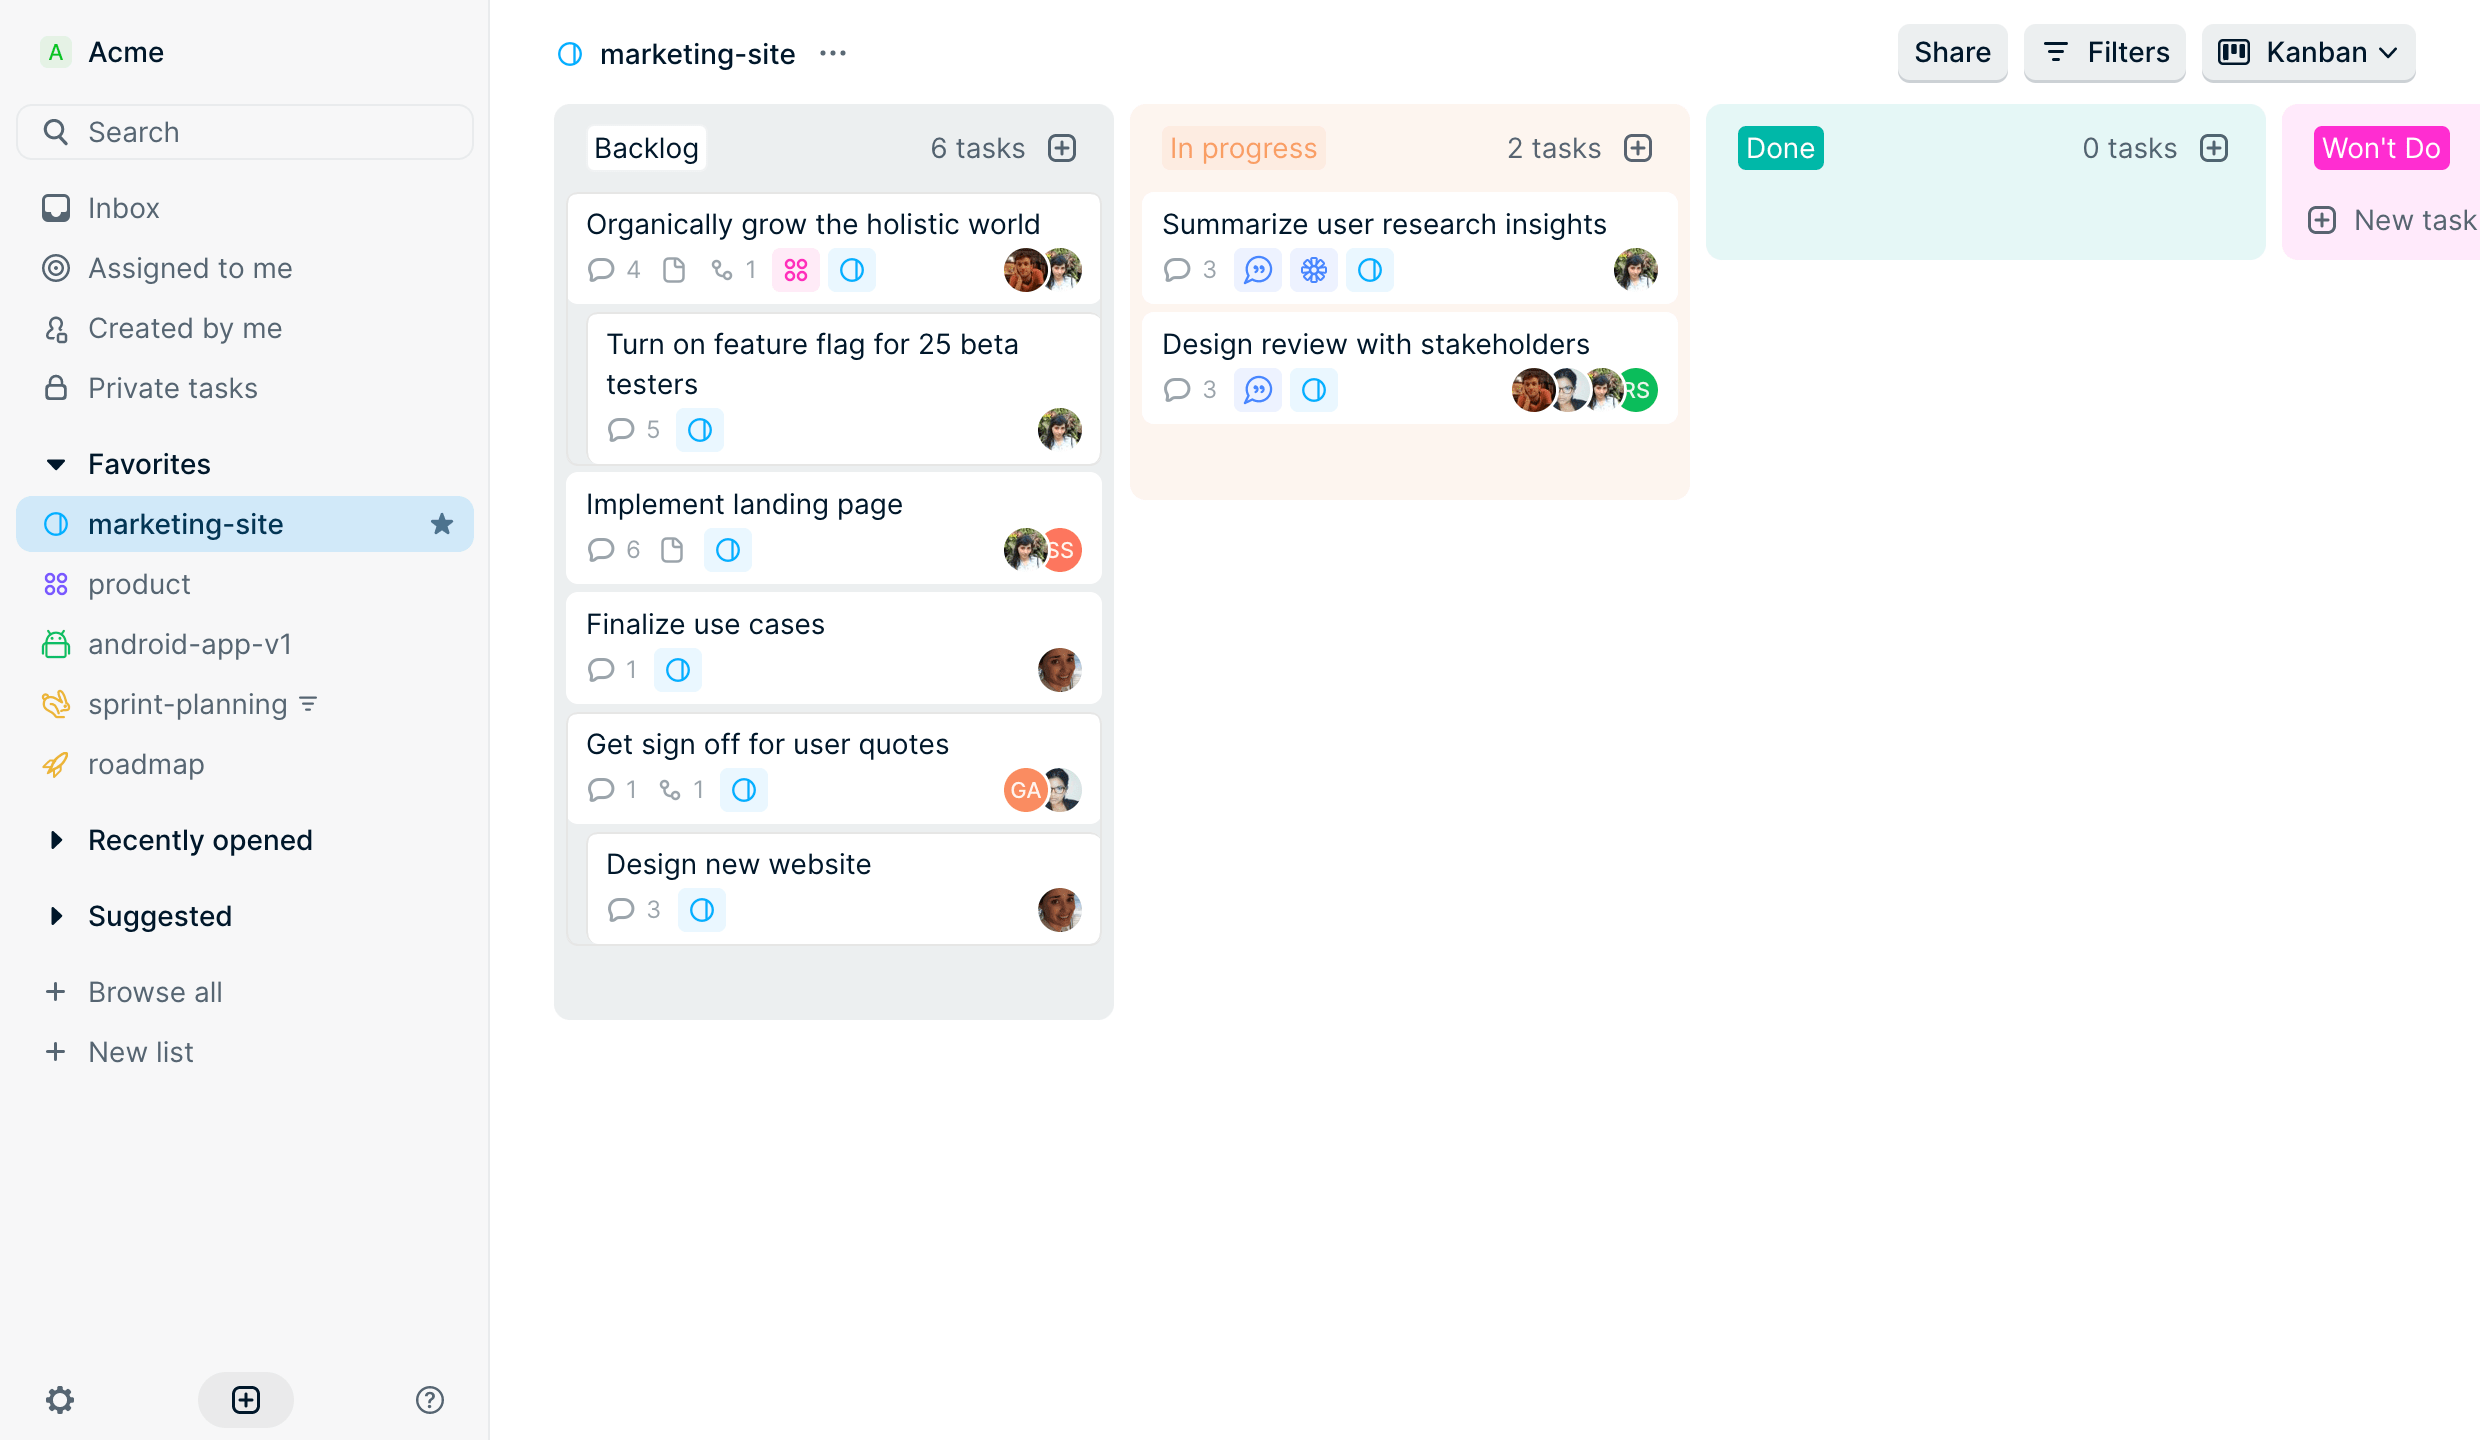 A Acme
Search
Inbox
Assigned to me
Created by me
Private tasks
Favorites
marketing-site
product
android-app-v1
sprint-planning
roadmap
Recently opened
Suggested
Browse all
New list
marketing-site
Share
Filters
Kanban
Backlog 6 tasks
Organically grow the holistic world
4 1
Turn on feature flag for 25 beta
testers
5
Implement landing page
6 SS
Finalize use cases
1
Get sign off for user quotes
1 1 GA
Design new website
3
In progress 2 tasks
Summarize user research insights
3
Design review with stakeholders
3 RS
Done 0 tasks
Won't Do
New task